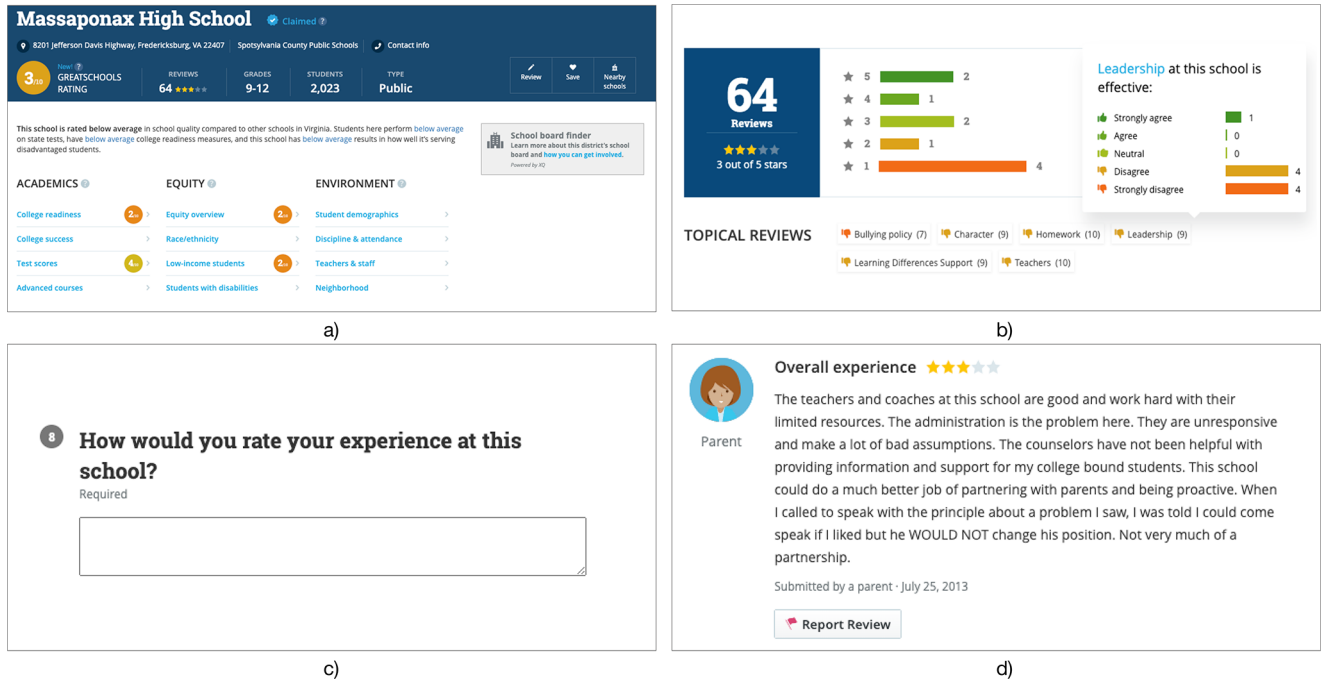 Massaponax High School Claimed ?
8201 Jefferson Davis Highway, Fredericksburg, VA 22407 Spotsylvania County Public Schools Contact info
3/10
New! ?
GREATSCHOOLS
RATING
REVIEWS
64
GRADES
9-12
STUDENTS
2,023
TYPE
Public
Review
Save
Nearby
schools
This school is rated below average in school quality compared to other schools in Virginia. Students here perform below average
on state tests, have below average college readiness measures, and this school has below average results in how well it's serving
disadvantaged students.
School board finder
Learn more about this district's school
board and how you can get involved.
Powered by XQ
ACADEMICS ?
College readiness 2/10
College success
Test scores 4/10
Advanced courses
EQUITY ?
Equity overview 2/10
Race/ethnicity
Low-income students 2/10
Students with disabilities
ENVIRONMENT ?
Student demographics
Discipline & attendance
Teachers & staff
Neighborhood
a)
64
Reviews
3 out of 5 stars
5 2
4 1
3 2
2 1
1 4
Leadership at this school is
effective:
Strongly agree 1
Agree 0
Neutral 0
Disagree 4
Strongly disagree 4
TOPICAL REVIEWS
Bullying policy (7) Character (9) Homework (10) Leadership (9)
Learning Differences Support (9) Teachers (10)
b)
8
How would you rate your experience at this
school?
Required
c)
Parent
Overall experience
The teachers and coaches at this school are good and work hard with their
limited resources. The administration is the problem here. They are unresponsive
and make a lot of bad assumptions. The counselors have not been helpful with
providing information and support for my college bound students. This school
could do a much better job of partnering with parents and being proactive. When
I called to speak with the principle about a problem I saw, I was told I could come
speak if I liked but he WOULD NOT change his position. Not very much of a
partnership.
Submitted by a parent · July 25, 2013
Report Review
d)